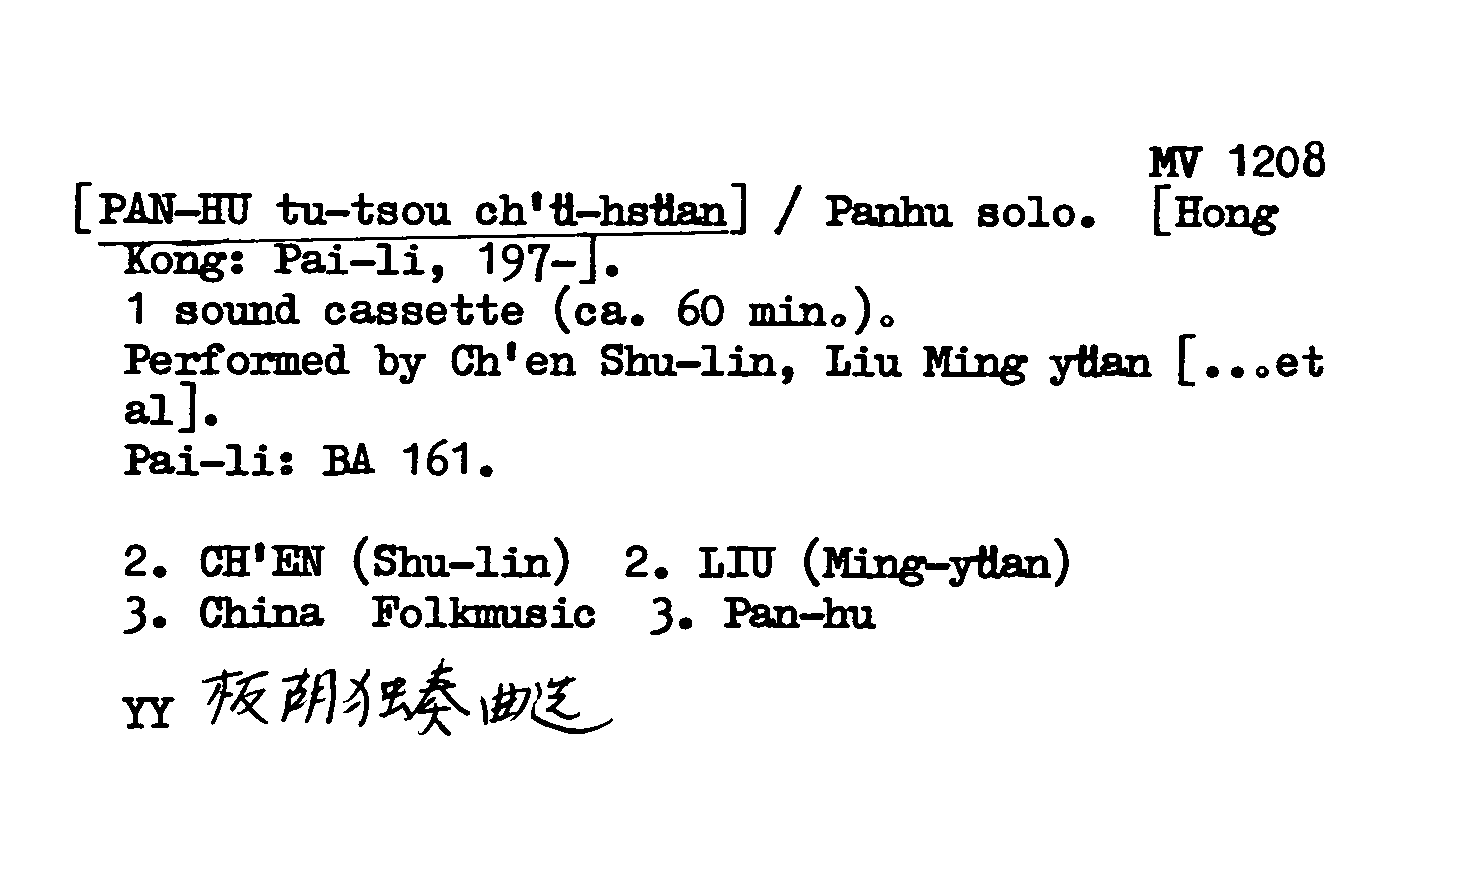 MV 1208
[PAN-HU tu-tsou ch'ü-hsüan] / Panhu solo. [Hong
Kong: Pai-li, 197-].
1 sound cassette (ca. 60 min.).
Performed by Ch'en Shu-lin, Liu Ming yüan [...et
al].
Pai-li: BA 161.
2. CH'EN (Shu-lin) 2. LIU (Ming-yüan)
3. China Folkmusic 3. Pan-hu
YY 板胡独奏曲选